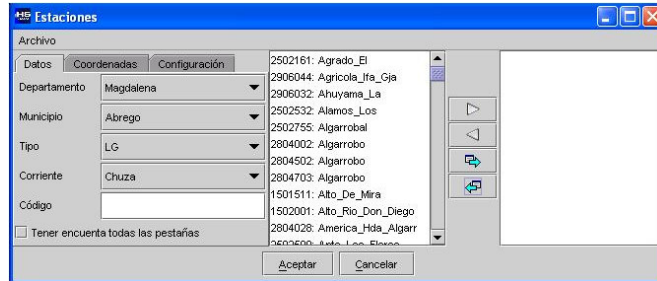 HS Estaciones
Archivo
Datos Coordenadas Configuración
Departamento Magdalena
Municipio Abrego
Tipo LG
Corriente Chuza
Código
Tener encuenta todas las pestañas
2502161: Agrado_El
2906044: Agricola_Ifa_Gja
2906032: Ahuyama_La
2502532: Alamos_Los
2502755: Algarrobal
2804002: Algarrobo
2804502: Algarrobo
2804703: Algarrobo
1501511: Alto_De_Mira
1502001: Alto_Rio_Don_Diego
2804028: America_Hda_Algarr
Aceptar Cancelar